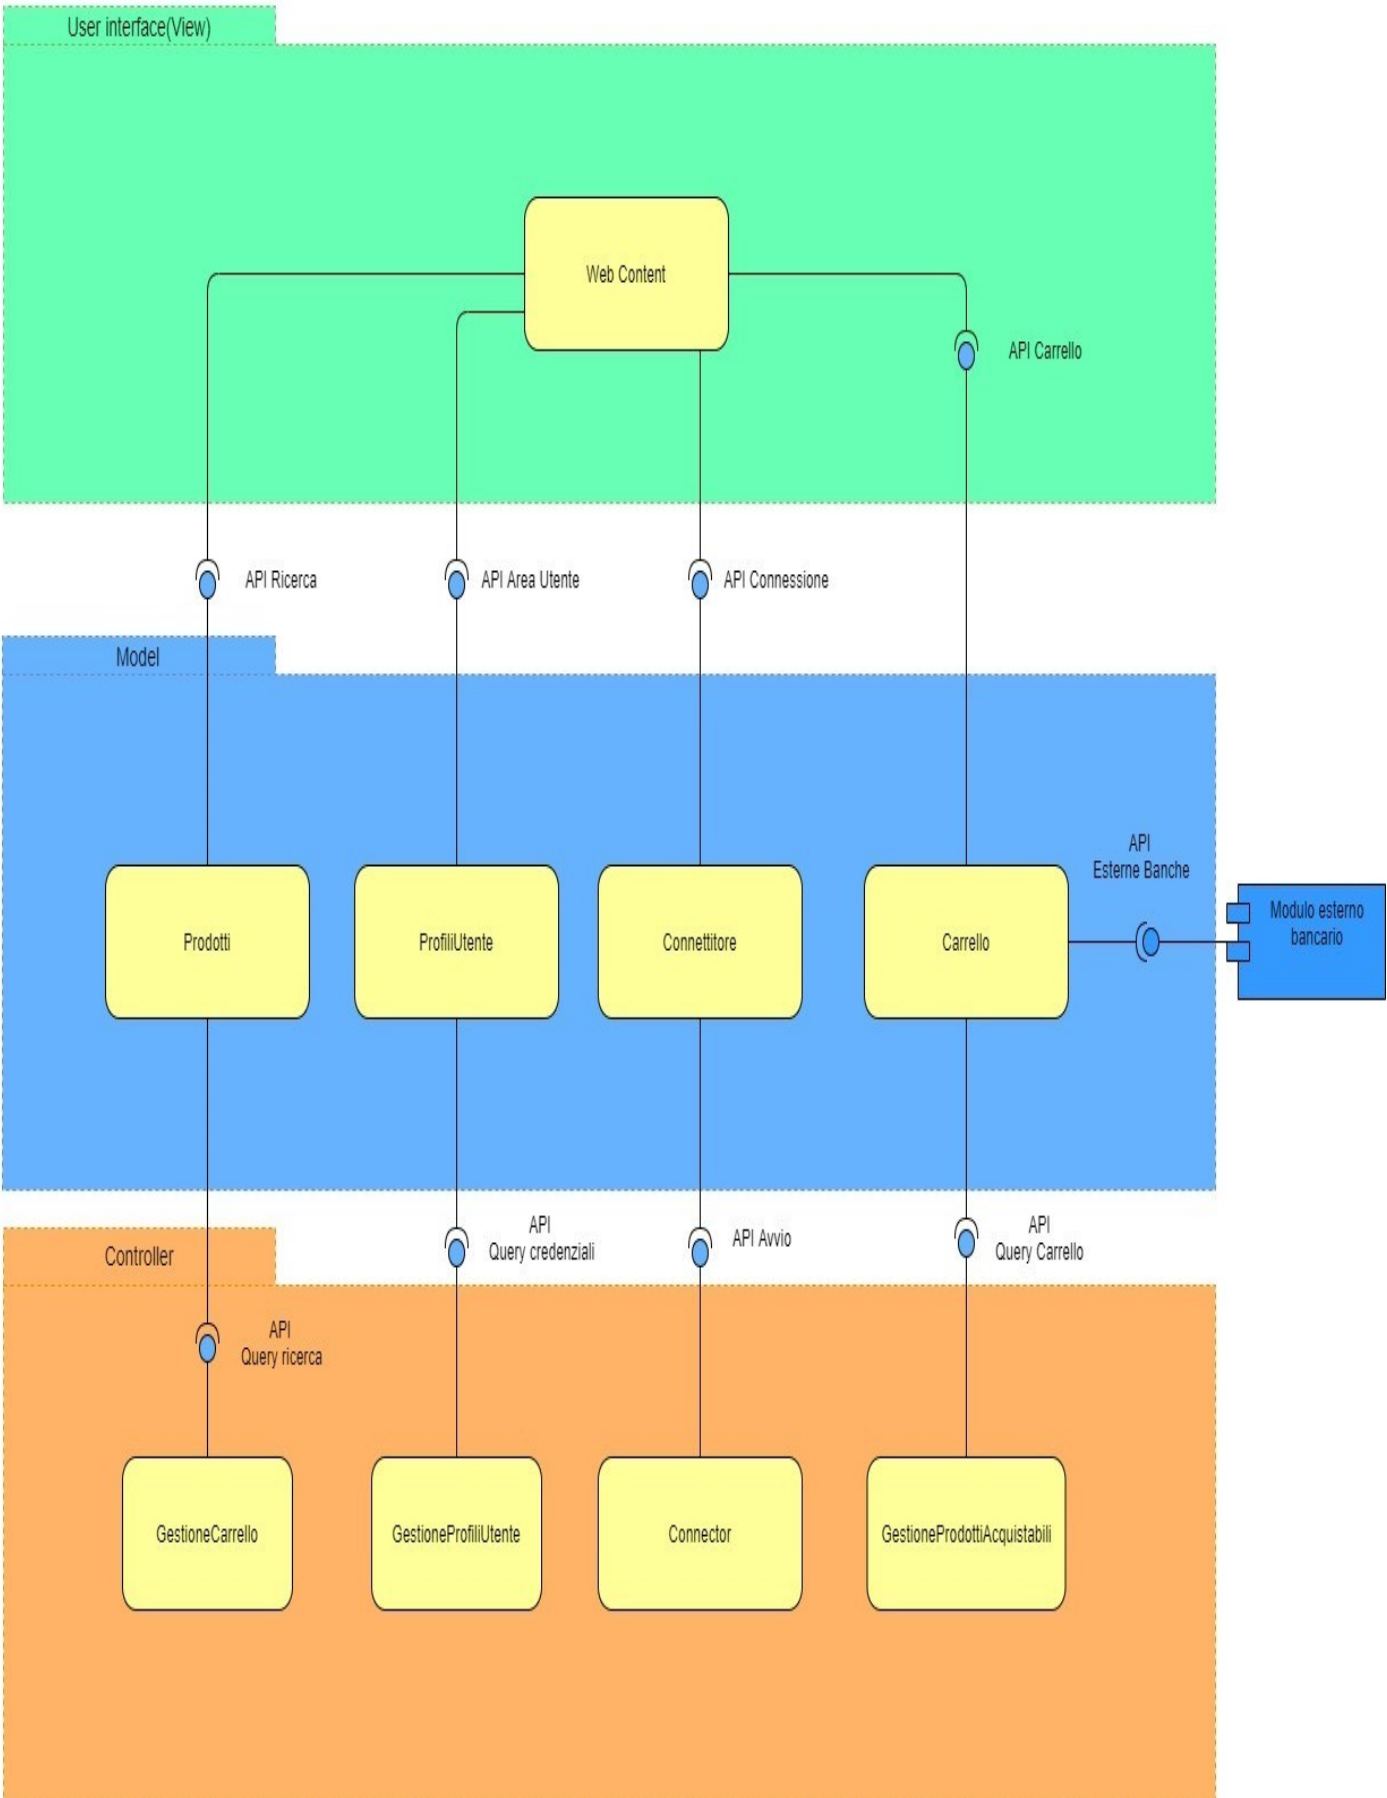 User interface(View)
Web Content
API Carrello
API Ricerca
API Area Utente
API Connessione
Model
API
Esterne Banche
Modulo esterno
bancario
Prodotti
ProfiliUtente
Connettitore
Carrello
API
Query credenziali
API Avvio
API
Query Carrello
Controller
API
Query ricerca
GestioneCarrello
GestioneProfiliUtente
Connector
GestioneProdottiAcquistabili